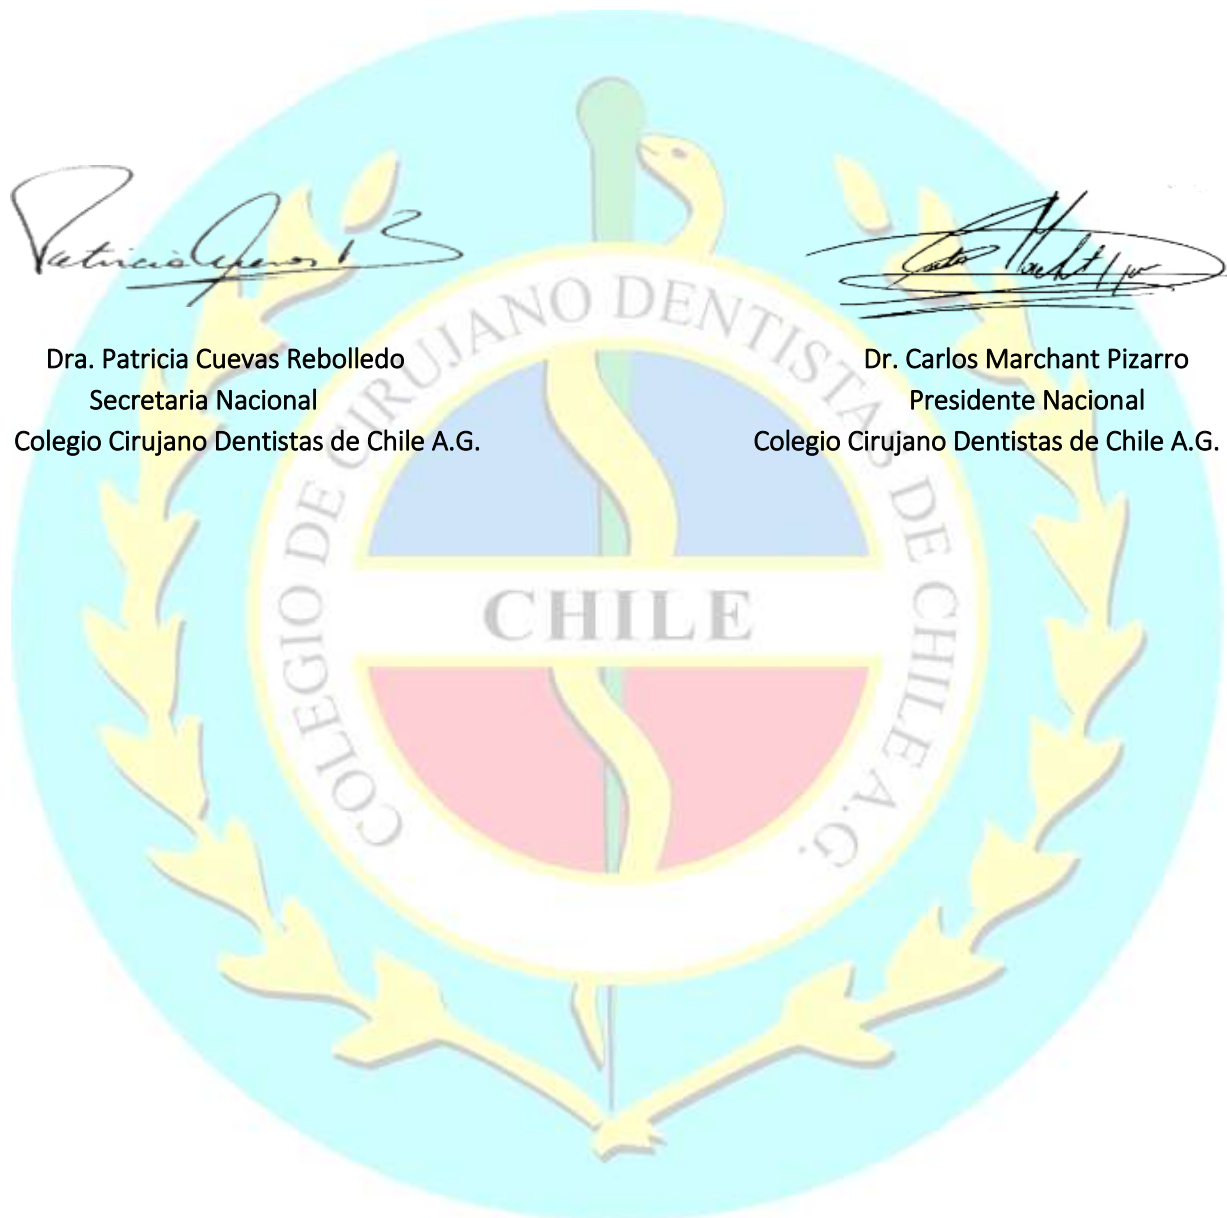 Dra. Patricia Cuevas Rebolledo
Secretaria Nacional
Colegio Cirujano Dentistas de Chile A.G.
Dr. Carlos Marchant Pizarro
Presidente Nacional
Colegio Cirujano Dentistas de Chile A.G.
COLEGIO DE CIRUJANO DENTISTAS DE CHILE A.G.
CHILE